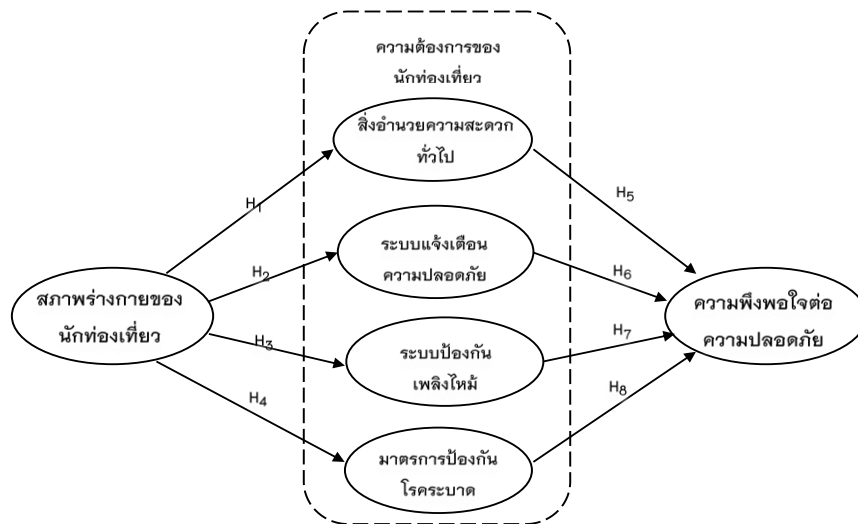 ความต้องการของ
นักท่องเที่ยว
สิ่งอำนวยความสะดวก
ทั่วไป
H1
H5
ระบบแจ้งเตือน
ความปลอดภัย
H2
H6
สภาพร่างกายของ
นักท่องเที่ยว
ความพึงพอใจต่อ
ความปลอดภัย
H3
H7
ระบบป้องกัน
เพลิงไหม้
H4
H8
มาตรการป้องกัน
โรคระบาด